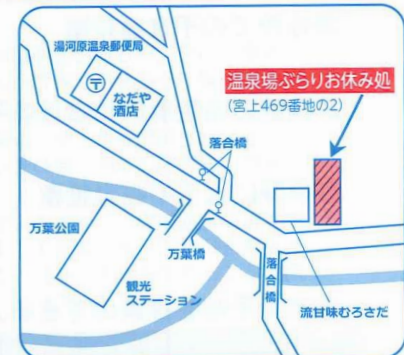 湯河原温泉郵便局
〒
なだや
酒店
温泉場ぶらりお休み処
(宮上469番地の2)
落合橋
万葉公園
万葉橋
観光
ステーション
落合橋
流甘味むろさだ